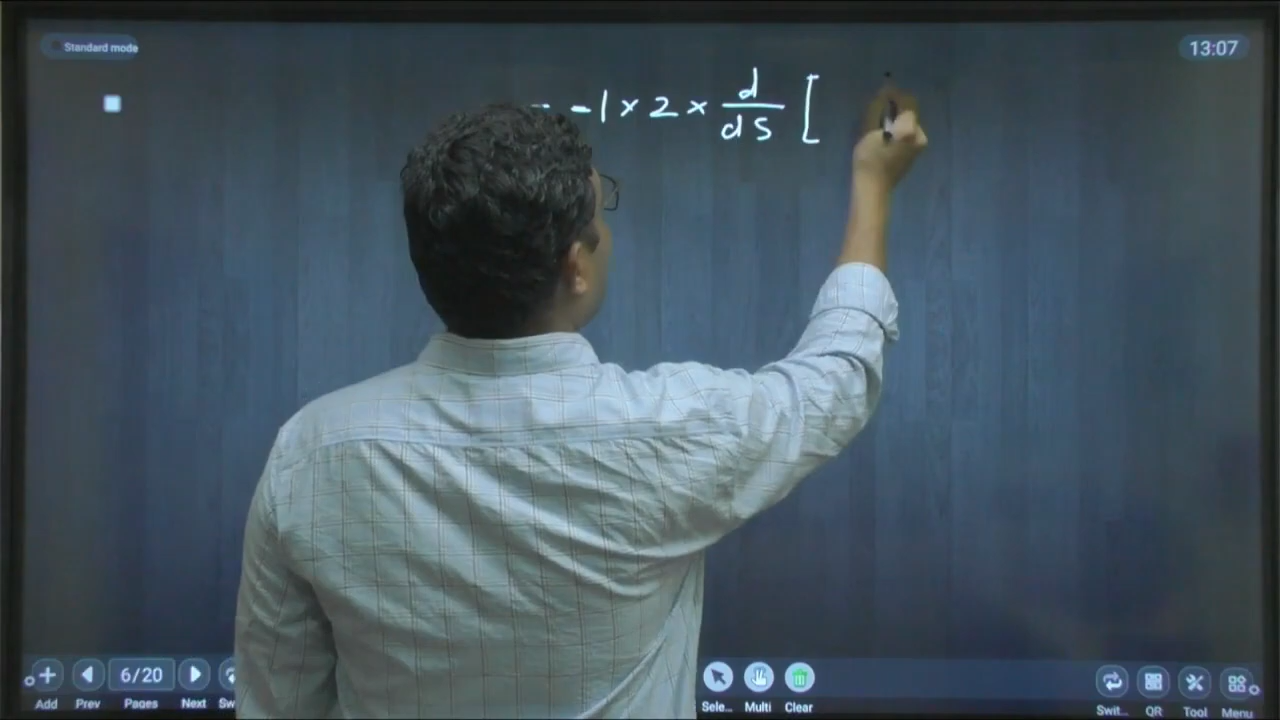 Standard mode
13:07
= -1 × 2 × d/ds [
6/20
Add Prev Pages Next Sw
Sele... Multi Clear
Swit... QR Tool Menu